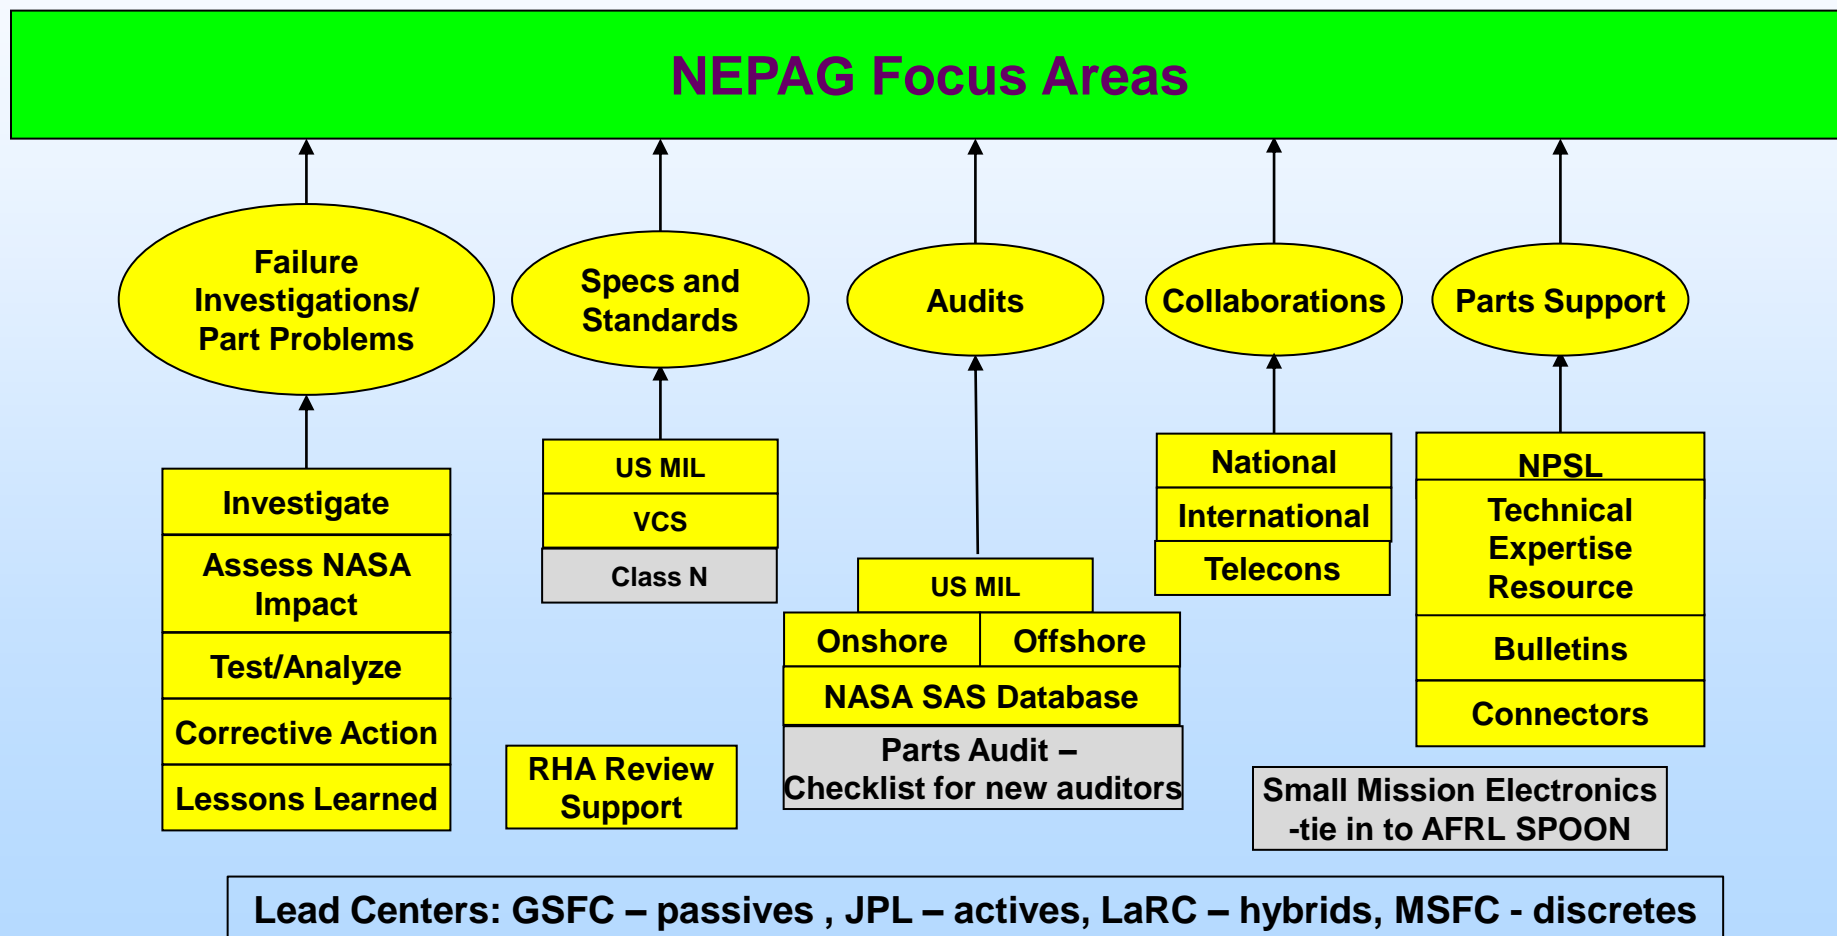 NEPAG Focus Areas
Failure
Investigations/
Part Problems
Specs and
Standards
Audits
Collaborations
Parts Support
Investigate
Assess NASA
Impact
Test/Analyze
Corrective Action
Lessons Learned
US MIL
VCS
Class N
RHA Review
Support
US MIL
Onshore
Offshore
NASA SAS Database
Parts Audit –
Checklist for new auditors
National
International
Telecons
NPSL
Technical
Expertise
Resource
Bulletins
Connectors
Small Mission Electronics
-tie in to AFRL SPOON
Lead Centers: GSFC – passives , JPL – actives, LaRC – hybrids, MSFC - discretes